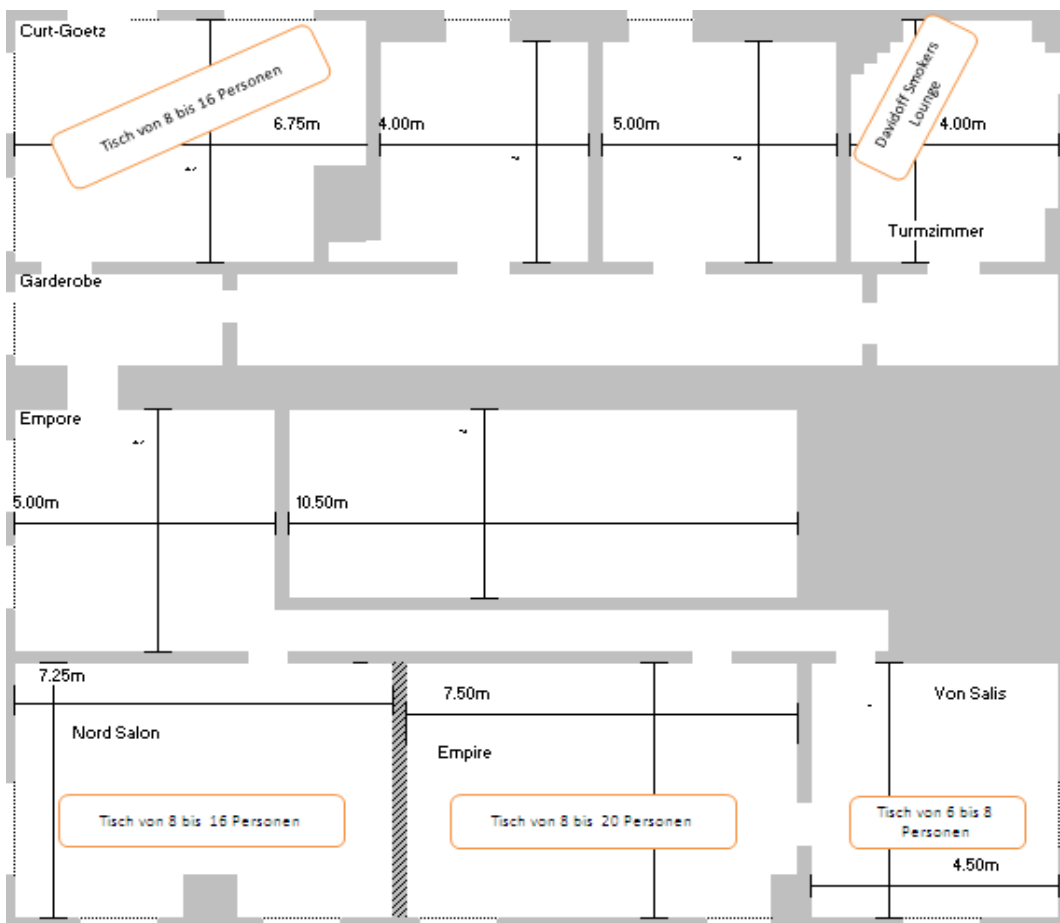 Curt-Goetz
Tisch von 8 bis 16 Personen
6.75m
4.00m
5.00m
Davidoff Smokers
Lounge
4.00m
Turmzimmer
Garderobe
Empore
5.00m
10.50m
7.25m
Nord Salon
7.50m
Empire
Von Salis
Tisch von 8 bis 16 Personen
Tisch von 8 bis 20 Personen
Tisch von 6 bis 8
Personen
4.50m